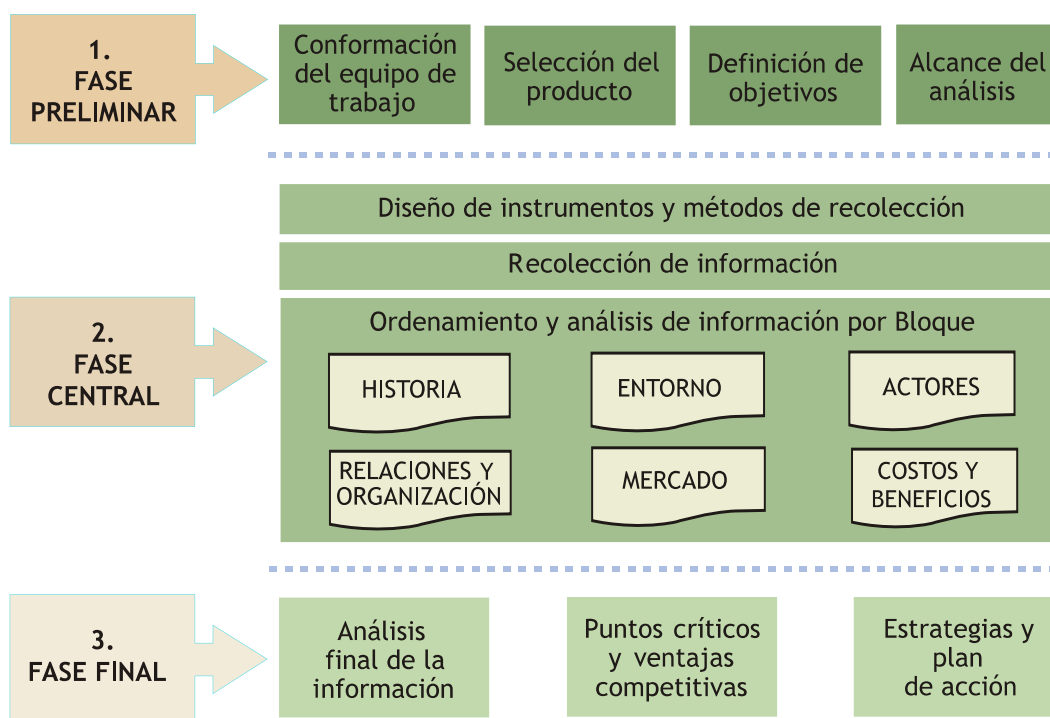 1.
FASE
PRELIMINAR
Conformación
del equipo de
trabajo
Selección del
producto
Definición de
objetivos
Alcance del
análisis
2.
FASE
CENTRAL
Diseño de instrumentos y métodos de recolección
Recolección de información
Ordenamiento y análisis de información por Bloque
HISTORIA
ENTORNO
ACTORES
RELACIONES Y
ORGANIZACIÓN
MERCADO
COSTOS Y
BENEFICIOS
3.
FASE FINAL
Análisis
final de la
información
Puntos críticos
y ventajas
competitivas
Estrategias y
plan
de acción